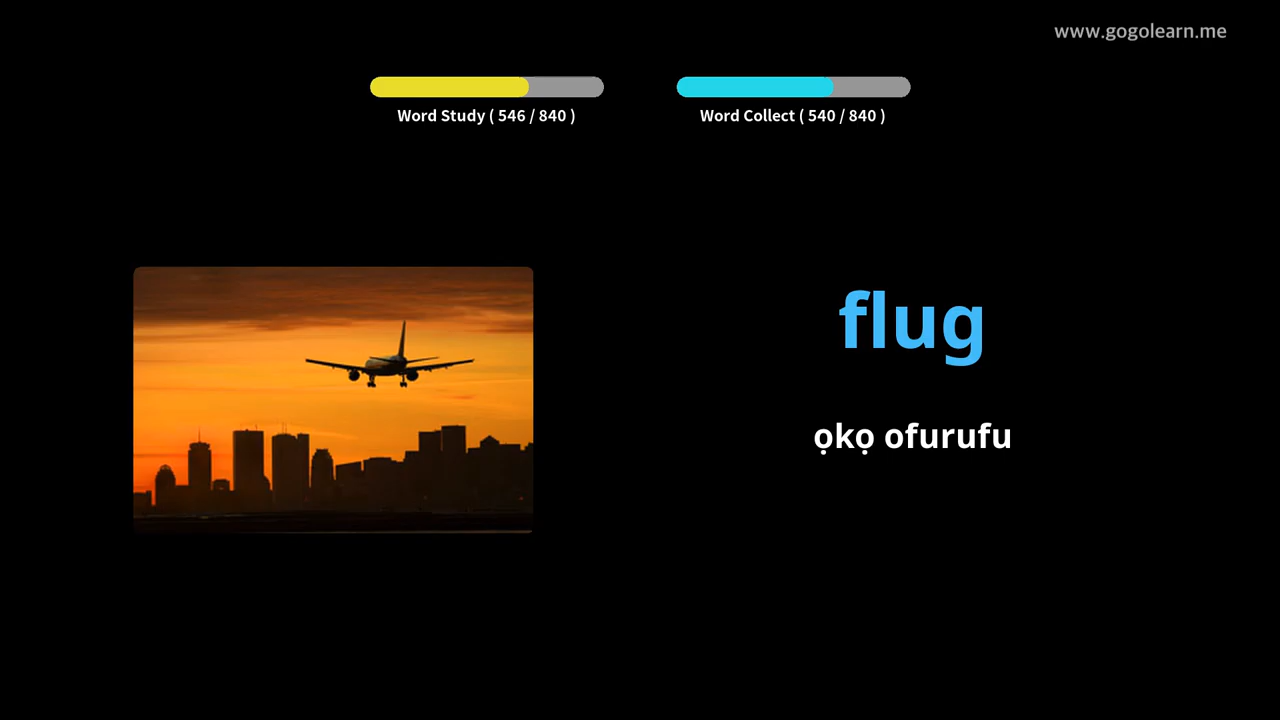 www.gogolearn.me
Word Study ( 546 / 840 )
Word Collect ( 540 / 840 )
flug
ọkọ ofurufu